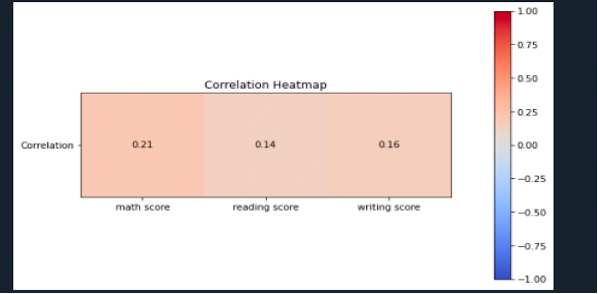 Correlation Heatmap
Correlation
0.21 0.14 0.16
math score reading score writing score
1.00
0.75
0.50
0.25
0.00
−0.25
−0.50
−0.75
−1.00